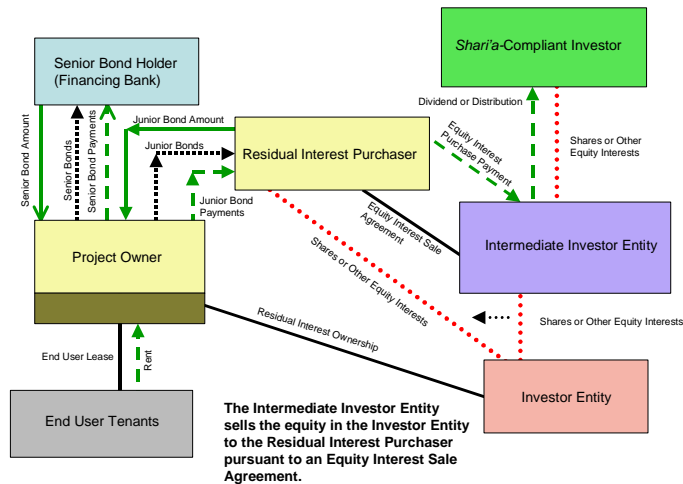 Senior Bond Holder
(Financing Bank)
Shari'a-Compliant Investor
Senior Bond Amount
Senior Bonds
Senior Bond Payments
Junior Bond Amount
Junior Bonds
Junior Bond
Payments
Residual Interest Purchaser
Equity Interest
Purchase Payment
Dividend or Distribution
Shares or Other
Equity Interests
Project Owner
Equity Interest Sale
Agreement
Intermediate Investor Entity
Shares or Other Equity Interests
Shares or Other Equity Interests
Residual Interest Ownership
End User Lease
Rent
End User Tenants
Investor Entity
The Intermediate Investor Entity
sells the equity in the Investor Entity
to the Residual Interest Purchaser
pursuant to an Equity Interest Sale
Agreement.